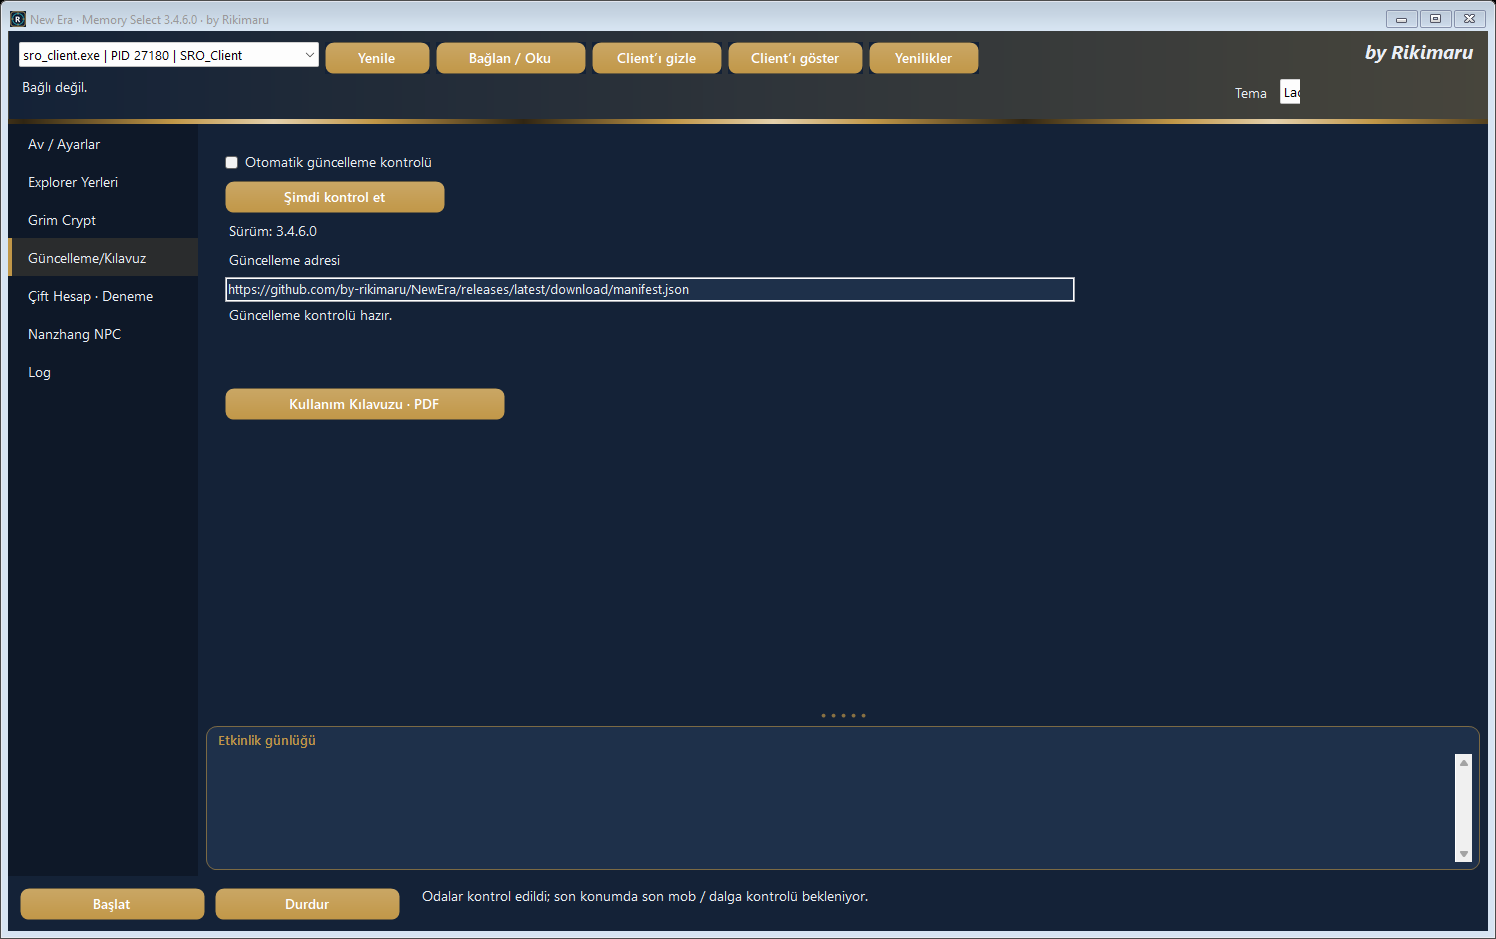 New Era · Memory Select 3.4.6.0 · by Rikimaru
sro_client.exe | PID 27180 | SRO_Client
Yenile
Bağlan / Oku
Client'ı gizle
Client'ı göster
Yenilikler
by Rikimaru
Bağlı değil.
Tema
Lac
Av / Ayarlar
Explorer Yerleri
Grim Crypt
Güncelleme/Kılavuz
Çift Hesap · Deneme
Nanzhang NPC
Log
Otomatik güncelleme kontrolü
Şimdi kontrol et
Sürüm: 3.4.6.0
Güncelleme adresi
https://github.com/by-rikimaru/NewEra/releases/latest/download/manifest.json
Güncelleme kontrolü hazır.
Kullanım Kılavuzu · PDF
Etkinlik günlüğü
Başlat
Durdur
Odalar kontrol edildi; son konumda son mob / dalga kontrolü bekleniyor.